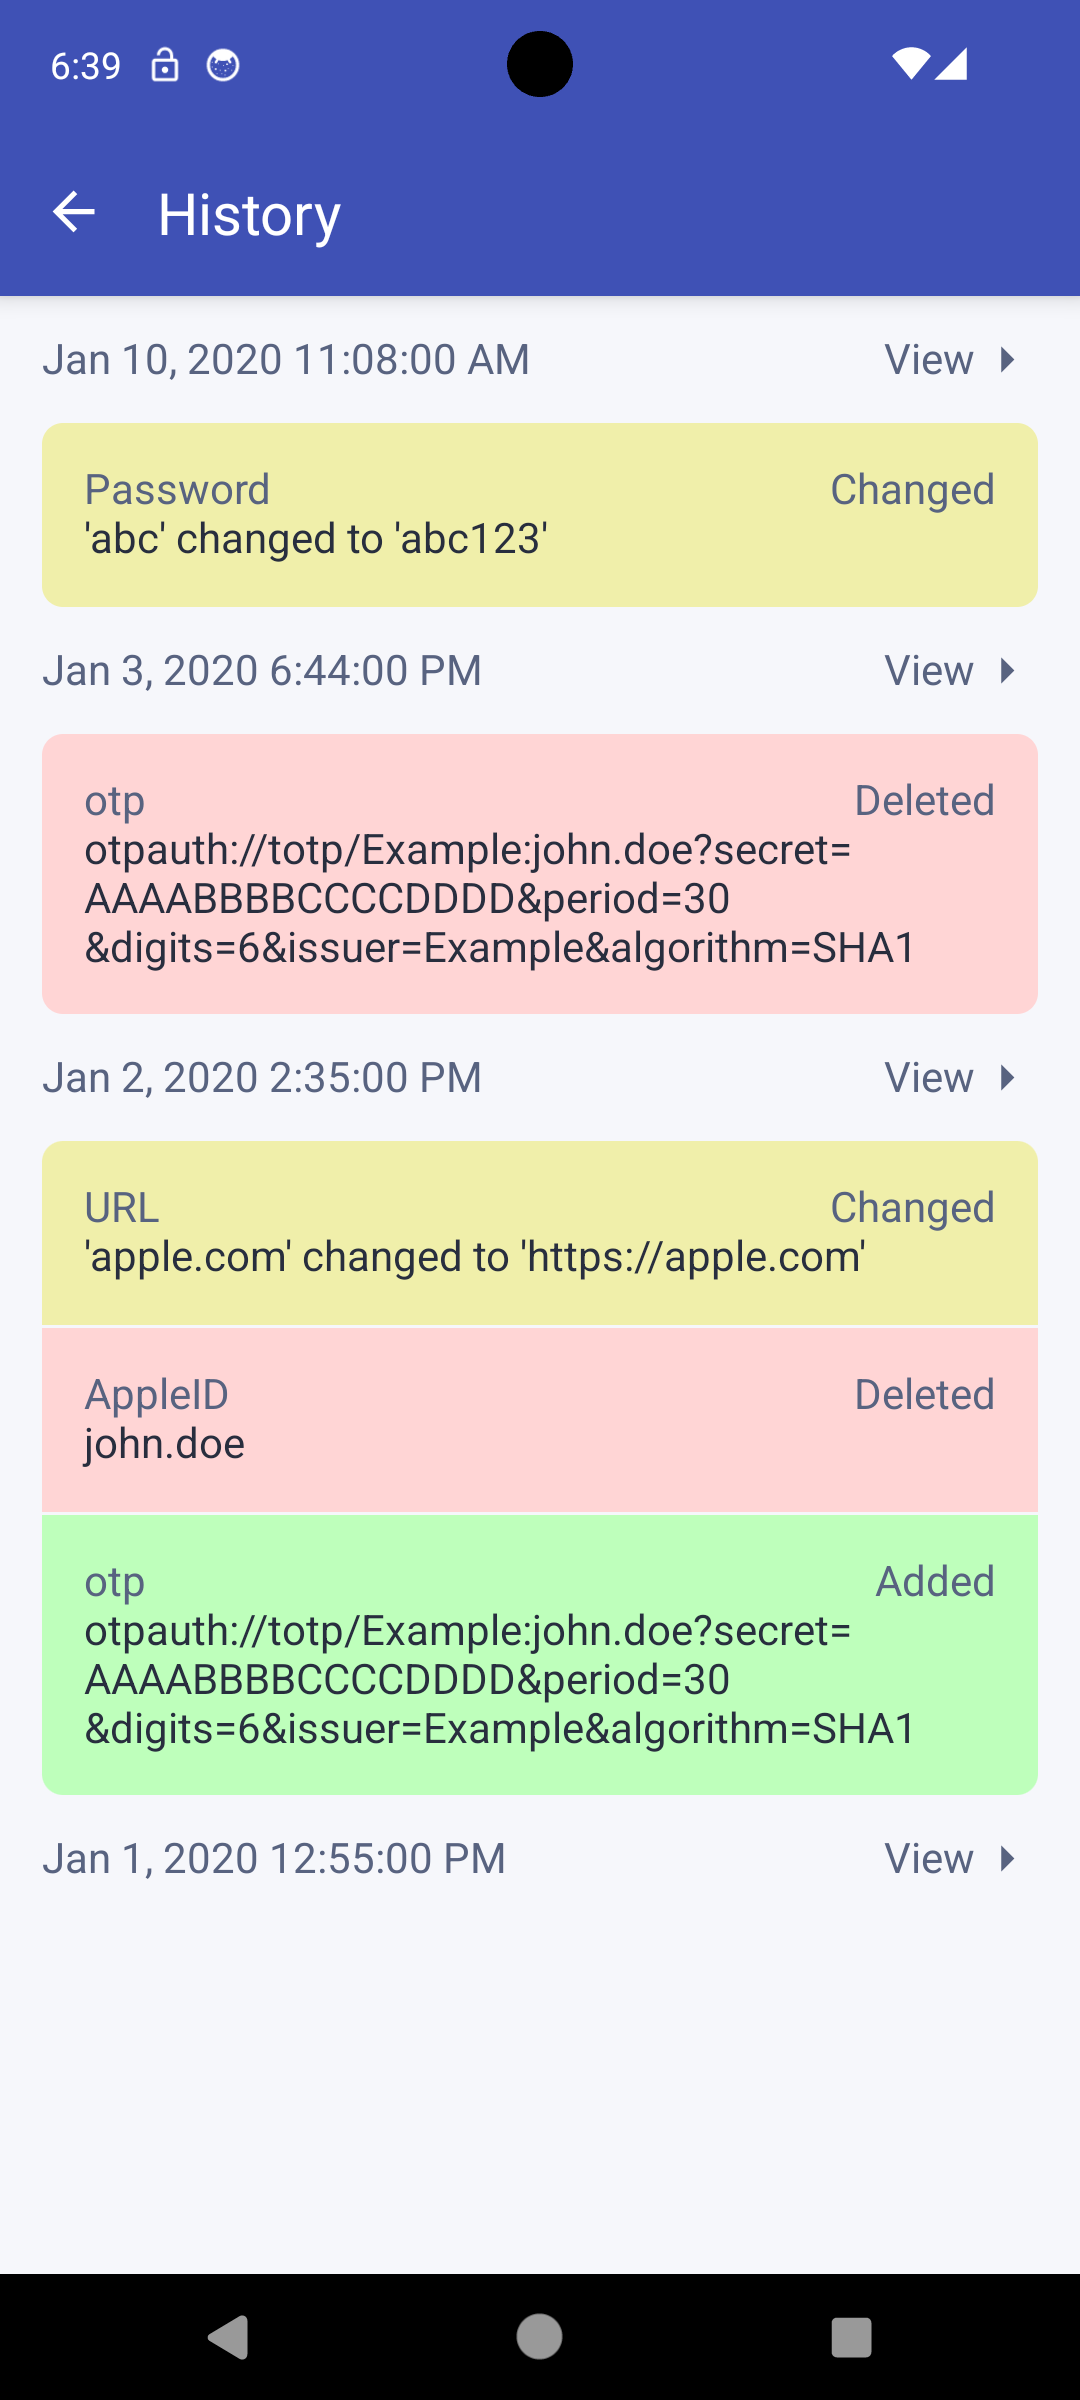 6:39
History
Jan 10, 2020 11:08:00 AM View
Password Changed
'abc' changed to 'abc123'
Jan 3, 2020 6:44:00 PM View
otp Deleted
otpauth://totp/Example:john.doe?secret=
AAAABBBBCCCCDDDD&period=30
&digits=6&issuer=Example&algorithm=SHA1
Jan 2, 2020 2:35:00 PM View
URL Changed
'apple.com' changed to 'https://apple.com'
AppleID Deleted
john.doe
otp Added
otpauth://totp/Example:john.doe?secret=
AAAABBBBCCCCDDDD&period=30
&digits=6&issuer=Example&algorithm=SHA1
Jan 1, 2020 12:55:00 PM View